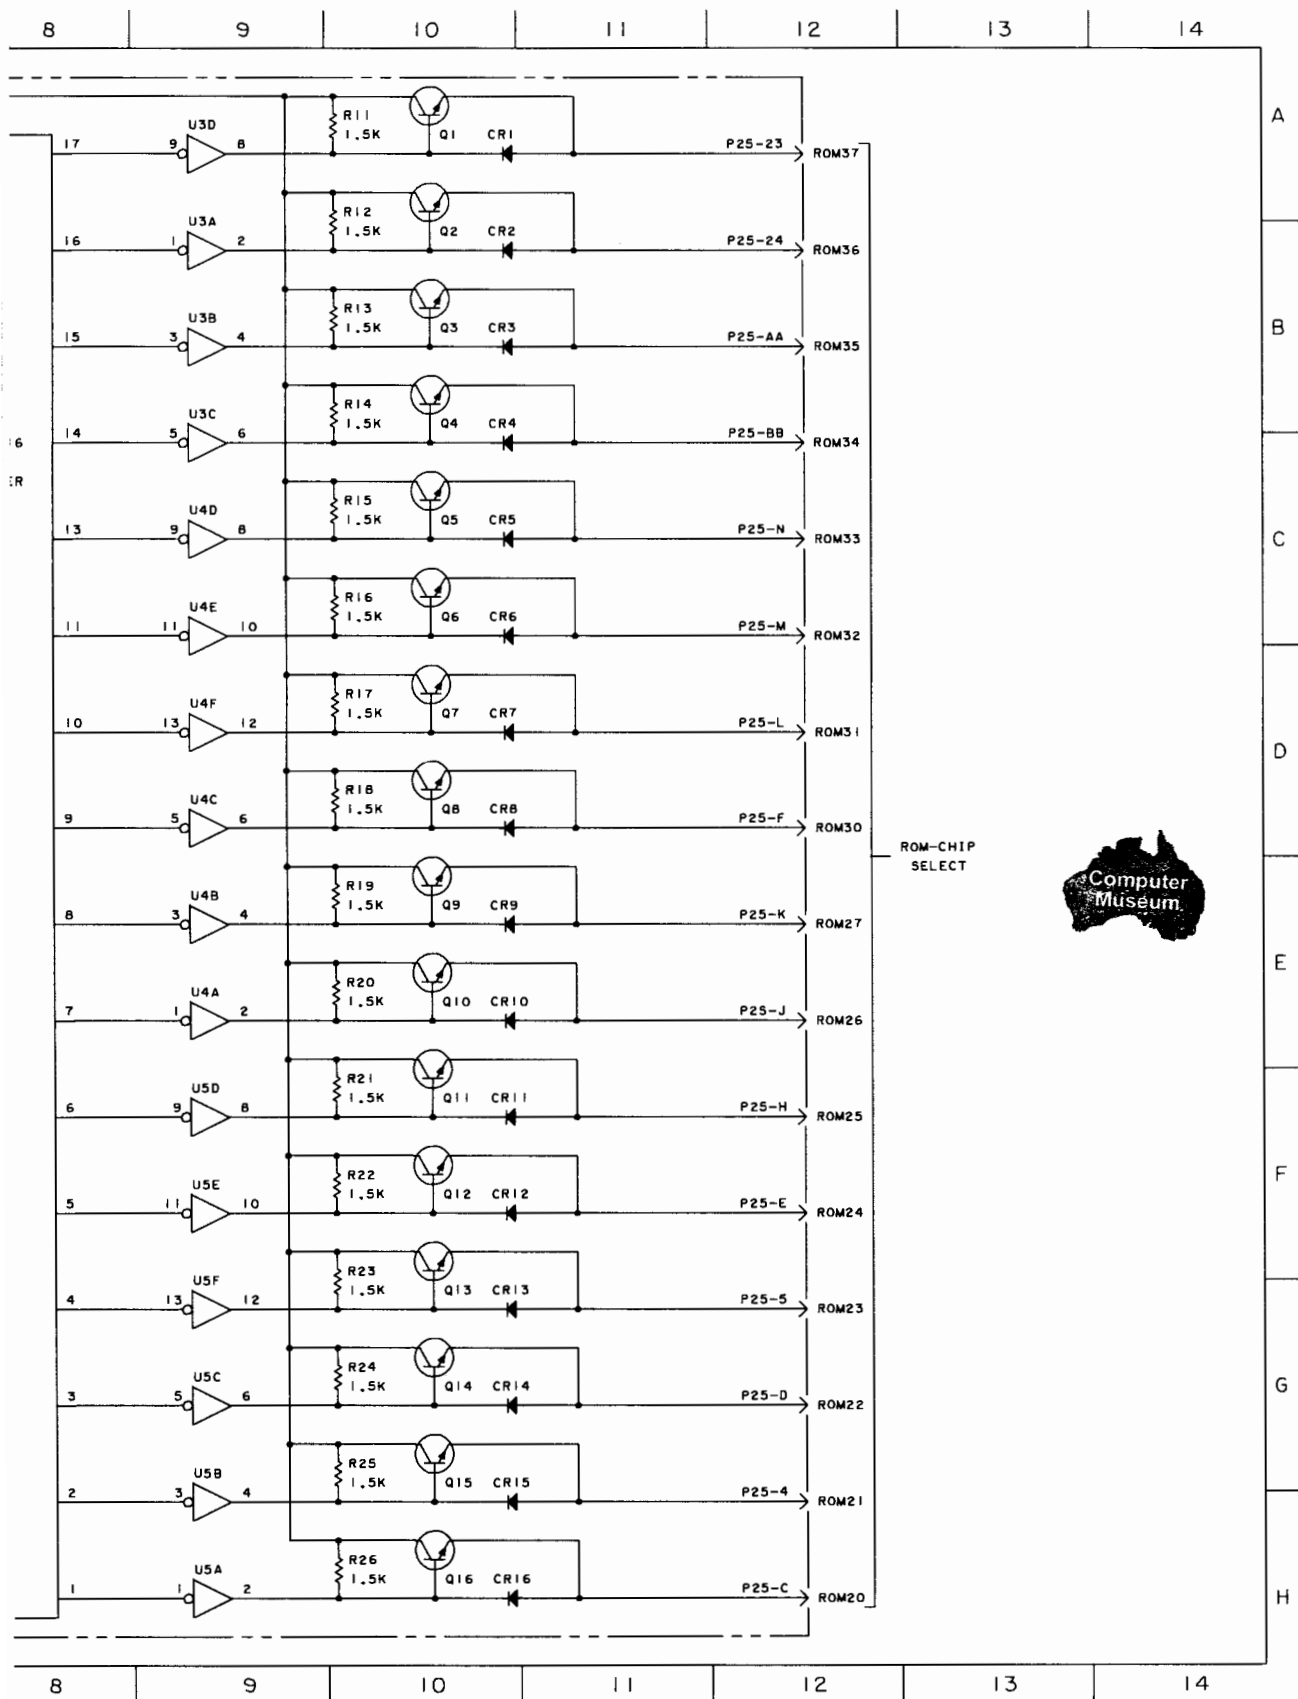 8 9 10 11 12 13 14
A
R11
U3D 1.5K Q1 CR1 P25-23
17 9 8 ROM37
R12
U3A 1.5K Q2 CR2 P25-24
16 1 2 ROM36
R13
U3B 1.5K Q3 CR3 P25-AA
B
15 3 4 ROM35
R14
U3C 1.5K Q4 CR4 P25-BB
16 14 5 6 ROM34
ER
R15
U4D 1.5K Q5 CR5 P25-N
13 9 8 ROM33
C
R16
U4E 1.5K Q6 CR6 P25-M
11 11 10 ROM32
R17
U4F 1.5K Q7 CR7 P25-L
10 13 12 ROM31
D
R18
U4C 1.5K Q8 CR8 P25-F
9 5 6 ROM30
ROM-CHIP
SELECT
Computer
Museum
R19
U4B 1.5K Q9 CR9 P25-K
8 3 4 ROM27
E
R20
U4A 1.5K Q10 CR10 P25-J
7 1 2 ROM26
R21
U5D 1.5K Q11 CR11 P25-H
6 9 8 ROM25
R22
F
U5E 1.5K Q12 CR12 P25-E
5 11 10 ROM24
R23
U5F 1.5K Q13 CR13 P25-5
4 13 12 ROM23
R24
U5C 1.5K Q14 CR14 P25-D
G
3 5 6 ROM22
R25
U5B 1.5K Q15 CR15 P25-4
2 3 4 ROM21
R26
U5A 1.5K Q16 CR16 P25-C
1 1 2 ROM20
H
8 9 10 11 12 13 14